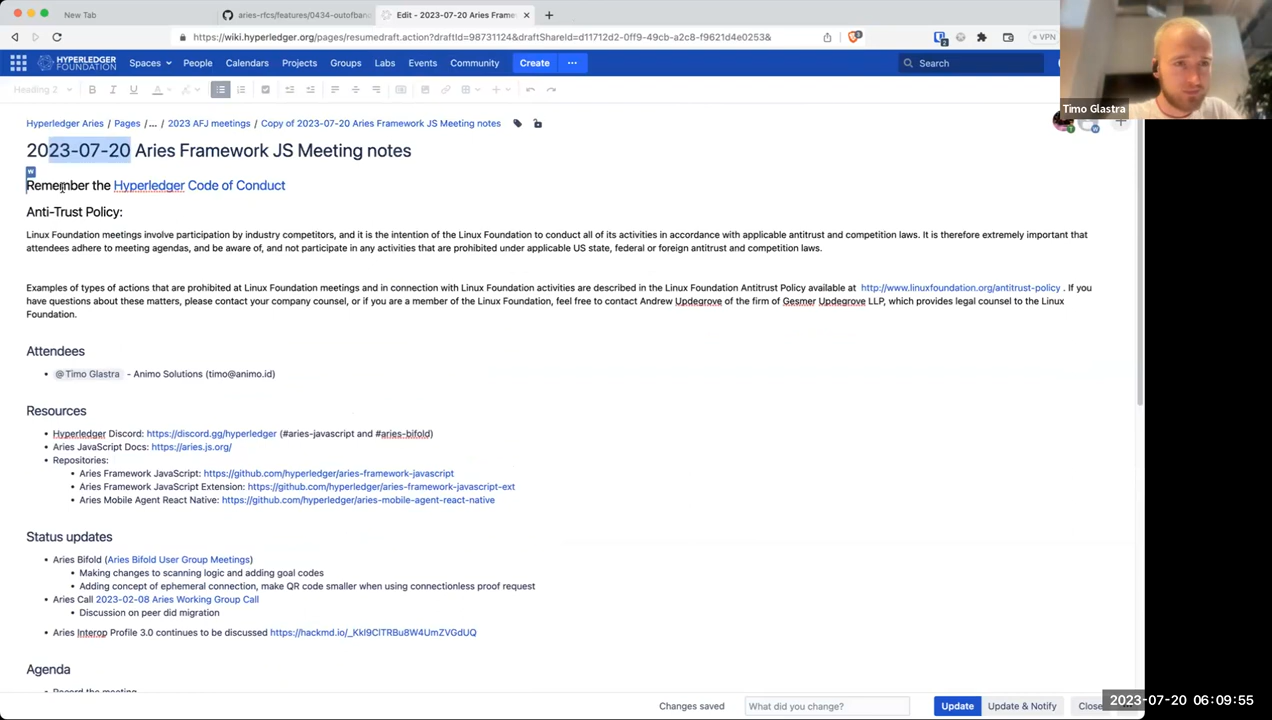 New Tab
aries-rfcs/features/0434-outofban
Edit - 2023-07-20 Aries Frame
https://wiki.hyperledger.org/pages/resumedraft.action?draftId=98731124&draftShareId=d11712d2-0ff9-49cb-a2c8-f9621d4e0253&
VPN
HYPERLEDGER FOUNDATION
Spaces People Calendars Projects Groups Labs Events Community Create
Search
Heading 2
Timo Glastra
Hyperledger Aries / Pages /... / 2023 AFJ meetings / Copy of 2023-07-20 Aries Framework JS Meeting notes
2023-07-20 Aries Framework JS Meeting notes
Remember the Hyperledger Code of Conduct
Anti-Trust Policy:
Linux Foundation meetings involve participation by industry competitors, and it is the intention of the Linux Foundation to conduct all of its activities in accordance with applicable antitrust and competition laws. It is therefore extremely important that
attendees adhere to meeting agendas, and be aware of, and not participate in any activities that are prohibited under applicable US state, federal or foreign antitrust and competition laws.
Examples of types of actions that are prohibited at Linux Foundation meetings and in connection with Linux Foundation activities are described in the Linux Foundation Antitrust Policy available at http://www.linuxfoundation.org/antitrust-policy . If you
have questions about these matters, please contact your company counsel, or if you are a member of the Linux Foundation, feel free to contact Andrew Updegrove of the firm of Gesmer Updegrove LLP, which provides legal counsel to the Linux
Foundation.
Attendees
• @Timo Glastra - Animo Solutions (timo@animo.id)
Resources
• Hyperledger Discord: https://discord.gg/hyperledger (#aries-javascript and #aries-bifold)
• Aries JavaScript Docs: https://aries.js.org/
• Repositories:
• Aries Framework JavaScript: https://github.com/hyperledger/aries-framework-javascript
• Aries Framework JavaScript Extension: https://github.com/hyperledger/aries-framework-javascript-ext
• Aries Mobile Agent React Native: https://github.com/hyperledger/aries-mobile-agent-react-native
Status updates
• Aries Bifold (Aries Bifold User Group Meetings)
• Making changes to scanning logic and adding goal codes
• Adding concept of ephemeral connection, make QR code smaller when using connectionless proof request
• Aries Call 2023-02-08 Aries Working Group Call
• Discussion on peer did migration
• Aries Interop Profile 3.0 continues to be discussed https://hackmd.io/_Kkl9ClTRBu8W4UmZVGdUQ
Agenda
Record the meeting
Changes saved
What did you change?
Update
Update & Notify
Close
2023-07-20 06:09:55